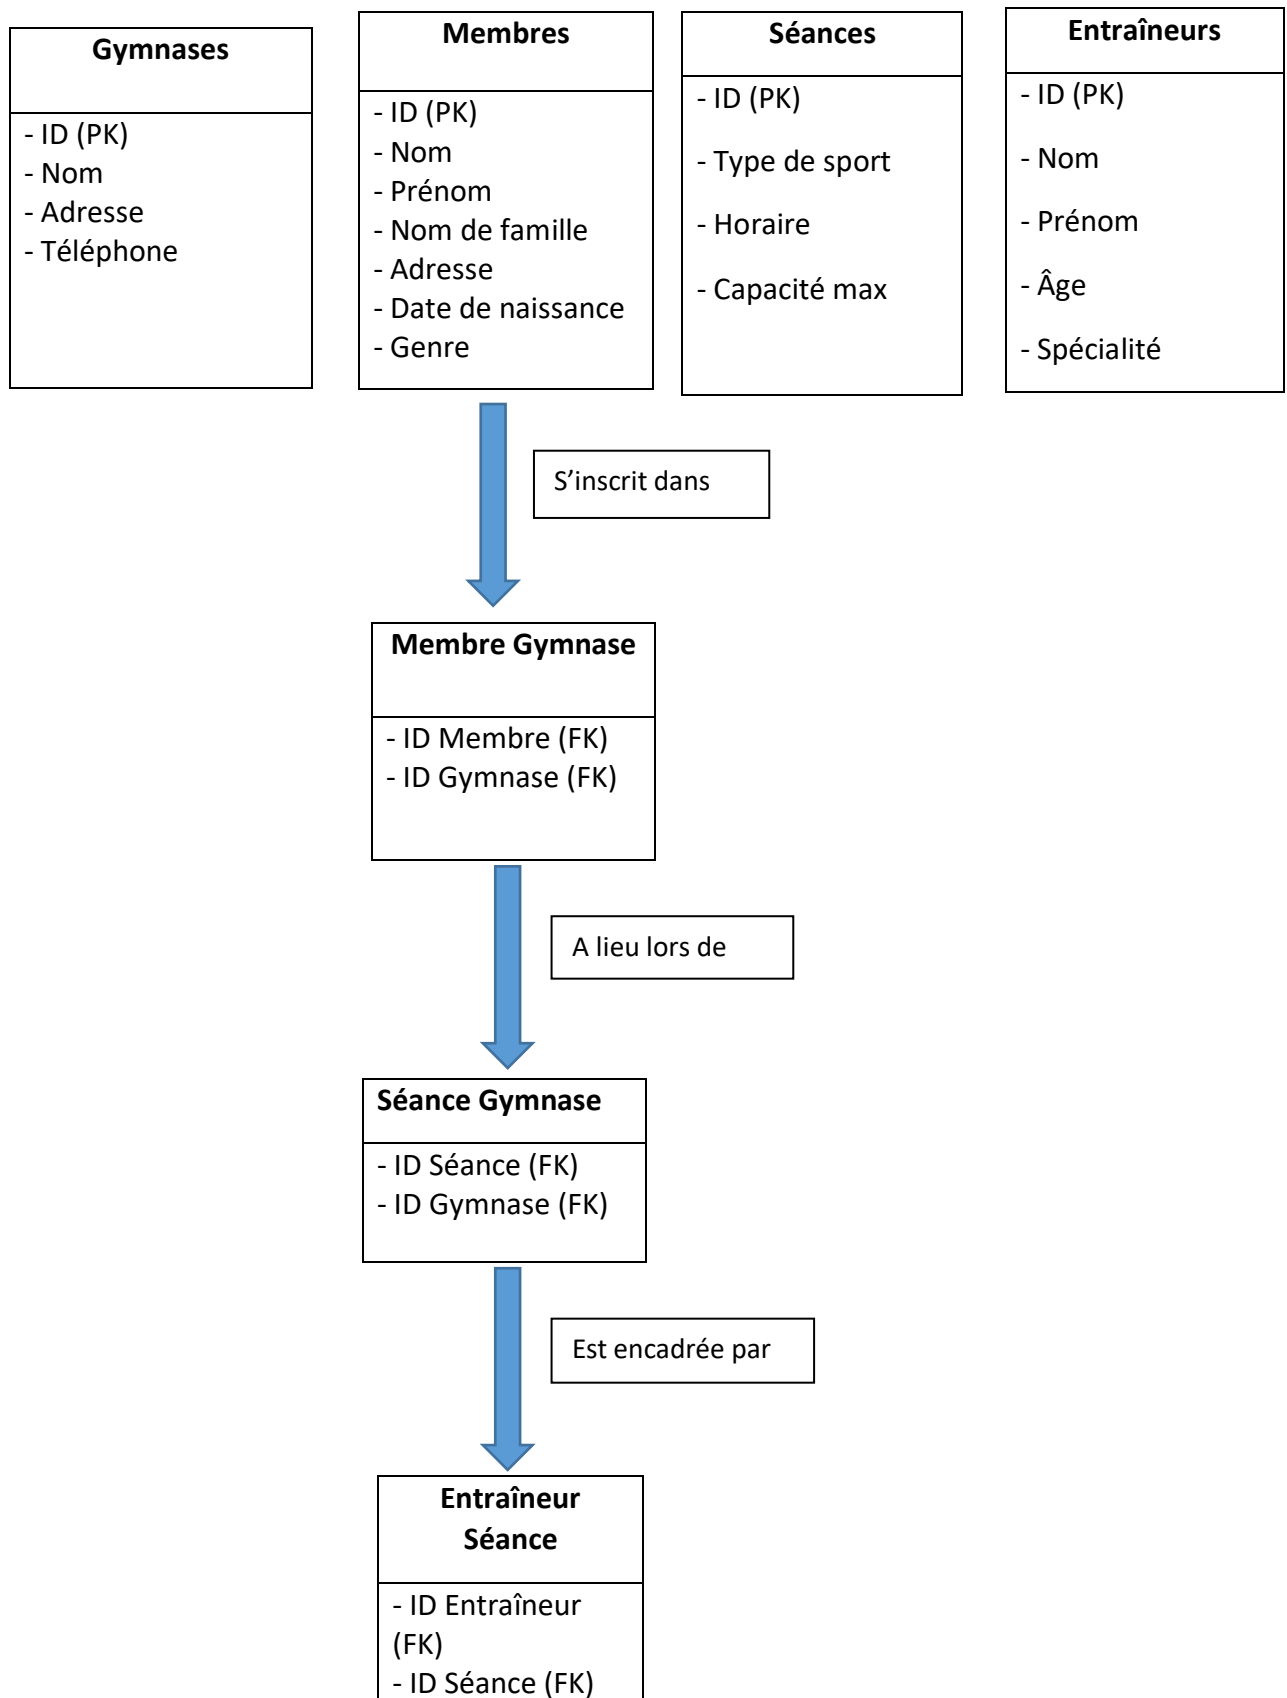 Gymnases
- ID (PK)
- Nom
- Adresse
- Téléphone
Membres
- ID (PK)
- Nom
- Prénom
- Nom de famille
- Adresse
- Date de naissance
- Genre
Séances
- ID (PK)
- Type de sport
- Horaire
- Capacité max
Entraîneurs
- ID (PK)
- Nom
- Prénom
- Âge
- Spécialité
S’inscrit dans
Membre Gymnase
- ID Membre (FK)
- ID Gymnase (FK)
A lieu lors de
Séance Gymnase
- ID Séance (FK)
- ID Gymnase (FK)
Est encadrée par
Entraîneur
Séance
- ID Entraîneur
(FK)
- ID Séance (FK)